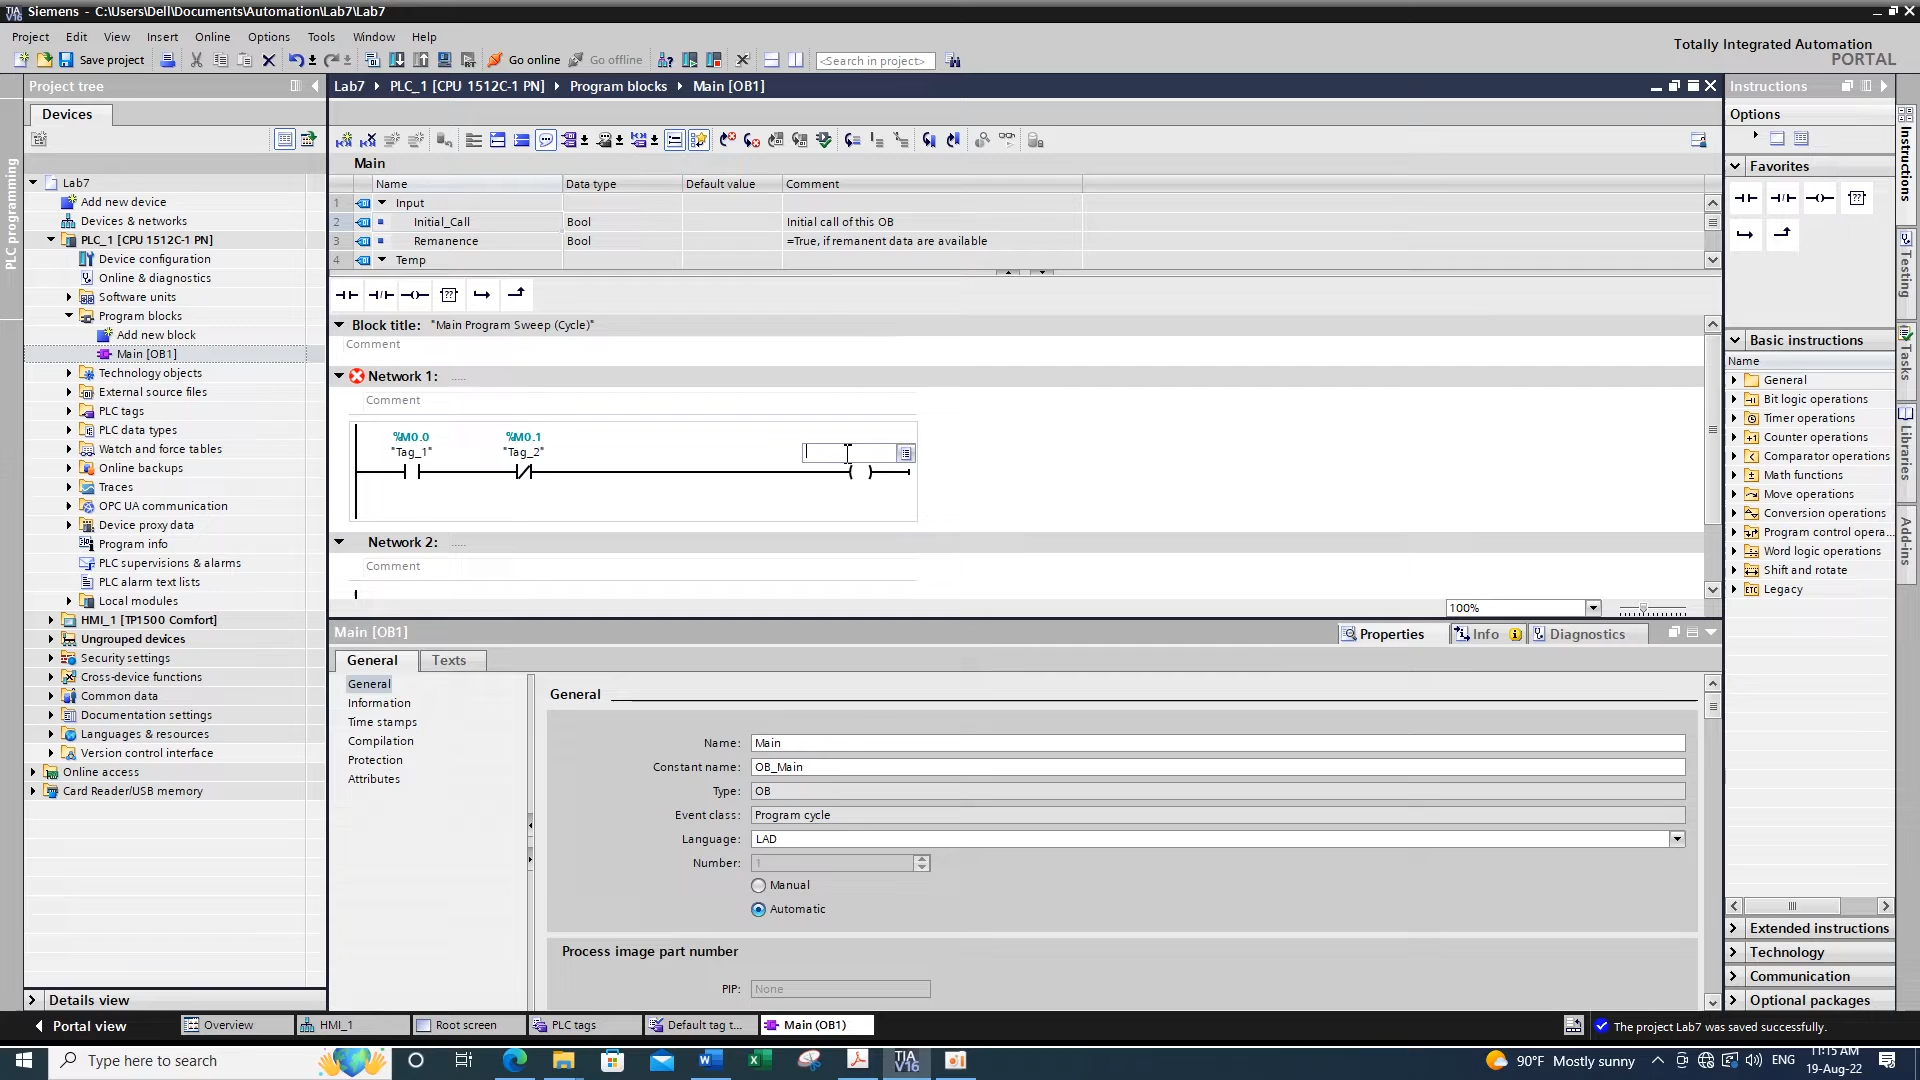 Siemens - C:\Users\Dell\Documents\Automation\Lab7\Lab7
Project Edit View Insert Online Options Tools Window Help
Totally Integrated Automation
PORTAL
Save project
Go online
Go offline
<Search in project>
Project tree
Devices
PLC programming
Lab7
Add new device
Devices & networks
PLC_1 [CPU 1512C-1 PN]
Device configuration
Online & diagnostics
Software units
Program blocks
Add new block
Main [OB1]
Technology objects
External source files
PLC tags
PLC data types
Watch and force tables
Online backups
Traces
OPC UA communication
Device proxy data
Program info
PLC supervisions & alarms
PLC alarm text lists
Local modules
HMI_1 [TP1500 Comfort]
Ungrouped devices
Security settings
Cross-device functions
Common data
Documentation settings
Languages & resources
Version control interface
Online access
Card Reader/USB memory
Details view
Lab7 PLC_1 [CPU 1512C-1 PN] Program blocks Main [OB1]
Main
Name Data type Default value Comment
1 Input
2 Initial_Call Bool Initial call of this OB
3 Remanence Bool =True, if remanent data are available
4 Temp
??
Block title: "Main Program Sweep (Cycle)"
Comment
Network 1: .....
Comment
%M0.0 %M0.1
"Tag_1" "Tag_2"
Network 2: .....
Comment
100%
Main [OB1]
Properties Info Diagnostics
General Texts
General
Information
Time stamps
Compilation
Protection
Attributes
General
Name: Main
Constant name: OB_Main
Type: OB
Event class: Program cycle
Language: LAD
Number: 1
Manual
Automatic
Process image part number
PIP: None
Instructions
Options
Favorites
??
Basic instructions
Name
General
Bit logic operations
Timer operations
Counter operations
Comparator operations
Math functions
Move operations
Conversion operations
Program control opera...
Word logic operations
Shift and rotate
Legacy
Extended instructions
Technology
Communication
Optional packages
Instructions
Testing
Tasks
Libraries
Add-ins
Portal view Overview HMI_1 Root screen PLC tags Default tag t... Main (OB1)
The project Lab7 was saved successfully.
Type here to search
TIA
V16
90°F Mostly sunny
ENG
11:15 AM
19-Aug-22